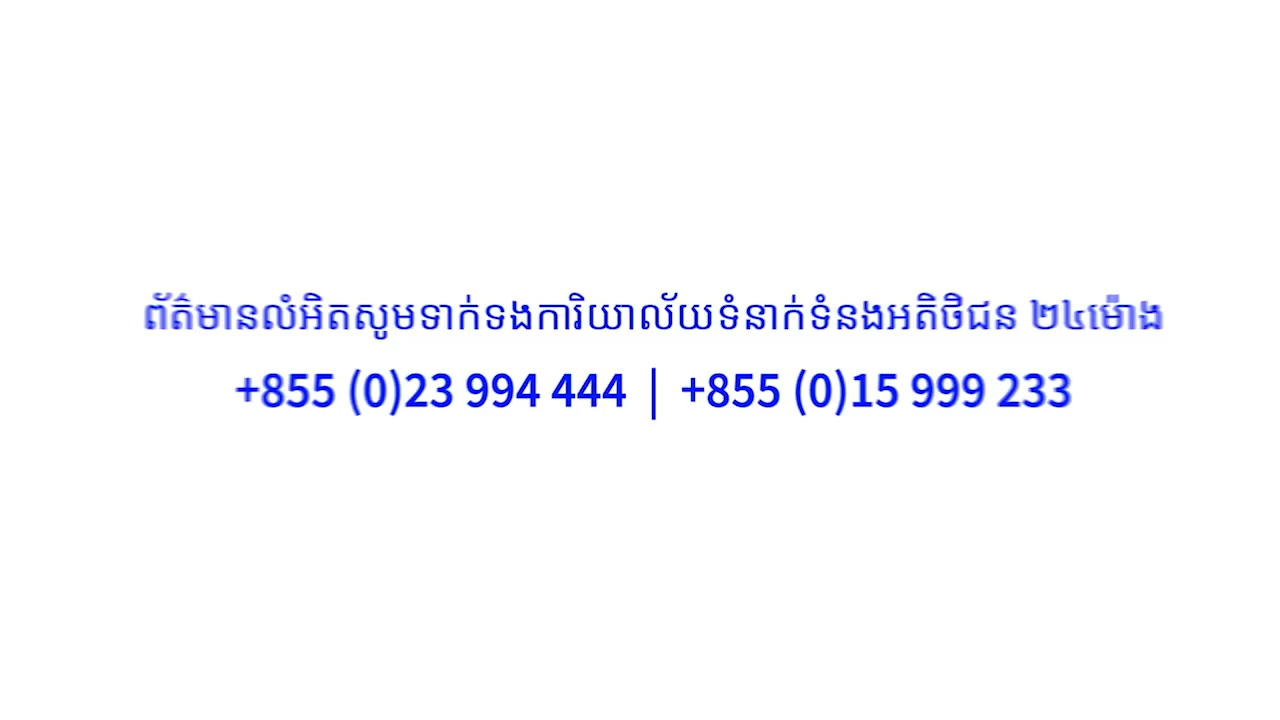 ព័ត៌មានលំអិតសូមទាក់ទងការិយាល័យទំនាក់ទំនងអតិថិជន ២៤ម៉ោង
+855 (0)23 994 444 | +855 (0)15 999 233